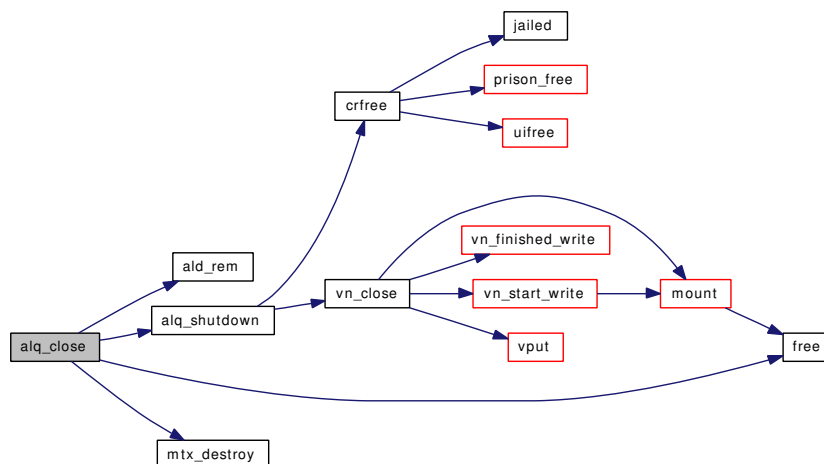 jailed
prison_free
crfree
uifree
vn_finished_write
ald_rem
vn_close
vn_start_write
mount
alq_shutdown
alq_close
vput
free
mtx_destroy